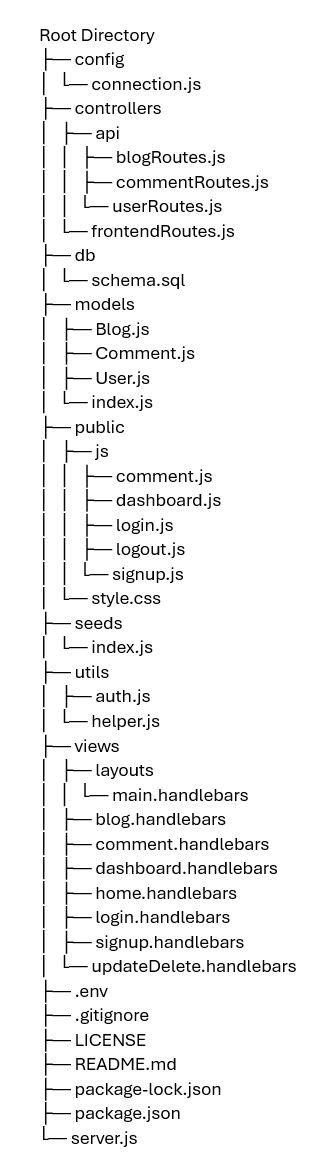 Root Directory
├── config
│   └── connection.js
├── controllers
│   ├── api
│   │   ├── blogRoutes.js
│   │   ├── commentRoutes.js
│   │   └── userRoutes.js
│   └── frontendRoutes.js
├── db
│   └── schema.sql
├── models
│   ├── Blog.js
│   ├── Comment.js
│   ├── User.js
│   └── index.js
├── public
│   ├── js
│   │   ├── comment.js
│   │   ├── dashboard.js
│   │   ├── login.js
│   │   ├── logout.js
│   │   └── signup.js
│   └── style.css
├── seeds
│   └── index.js
├── utils
│   ├── auth.js
│   └── helper.js
├── views
│   ├── layouts
│   │   └── main.handlebars
│   ├── blog.handlebars
│   ├── comment.handlebars
│   ├── dashboard.handlebars
│   ├── home.handlebars
│   ├── login.handlebars
│   ├── signup.handlebars
│   └── updateDelete.handlebars
├── .env
├── .gitignore
├── LICENSE
├── README.md
├── package-lock.json
├── package.json
└── server.js